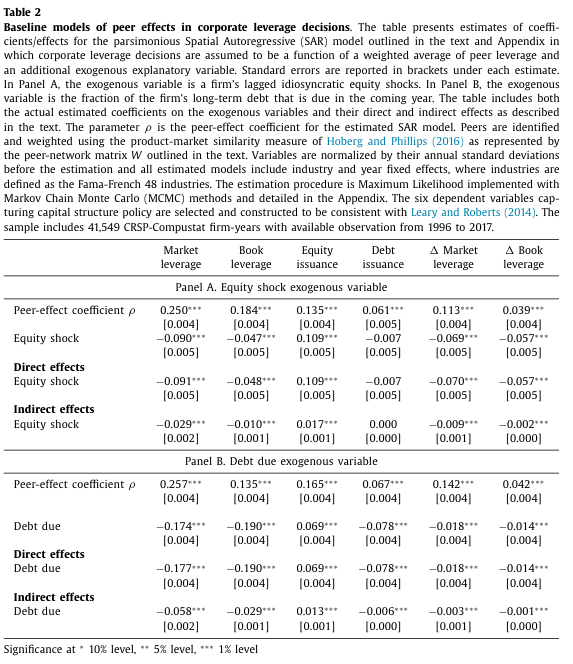 Table 2
Baseline models of peer effects in corporate leverage decisions. The table presents estimates of coeffi-
cients/effects for the parsimonious Spatial Autoregressive (SAR) model outlined in the text and Appendix in
which corporate leverage decisions are assumed to be a function of a weighted average of peer leverage and
an additional exogenous explanatory variable. Standard errors are reported in brackets under each estimate.
In Panel A, the exogenous variable is a firm's lagged idiosyncratic equity shocks. In Panel B, the exogenous
variable is the fraction of the firm's long-term debt that is due in the coming year. The table includes both
the actual estimated coefficients on the exogenous variables and their direct and indirect effects as described
in the text. The parameter ρ is the peer-effect coefficient for the estimated SAR model. Peers are identified
and weighted using the product-market similarity measure of Hoberg and Phillips (2016) as represented by
the peer-network matrix W outlined in the text. Variables are normalized by their annual standard deviations
before the estimation and all estimated models include industry and year fixed effects, where industries are
defined as the Fama-French 48 industries. The estimation procedure is Maximum Likelihood implemented with
Markov Chain Monte Carlo (MCMC) methods and detailed in the Appendix. The six dependent variables cap-
turing capital structure policy are selected and constructed to be consistent with Leary and Roberts (2014). The
sample includes 41,549 CRSP-Compustat firm-years with available observation from 1996 to 2017.
Market Book Equity Debt Δ Market Δ Book
leverage leverage issuance issuance leverage leverage
Panel A. Equity shock exogenous variable
Peer-effect coefficient ρ 0.250*** 0.184*** 0.135*** 0.061*** 0.113*** 0.039***
[0.004] [0.004] [0.004] [0.005] [0.004] [0.004]
Equity shock −0.090*** −0.047*** 0.109*** -0.007 −0.069*** −0.057***
[0.005] [0.005] [0.005] [0.005] [0.005] [0.005]
Direct effects
Equity shock −0.091*** −0.048*** 0.109*** -0.007 −0.070*** −0.057***
[0.005] [0.005] [0.005] [0.005] [0.005] [0.005]
Indirect effects
Equity shock −0.029*** −0.010*** 0.017*** 0.000 −0.009*** −0.002***
[0.002] [0.001] [0.001] [0.000] [0.001] [0.000]
Panel B. Debt due exogenous variable
Peer-effect coefficient ρ 0.257*** 0.135*** 0.165*** 0.067*** 0.142*** 0.042***
[0.004] [0.004] [0.004] [0.004] [0.004] [0.004]
Debt due −0.174*** −0.190*** 0.069*** −0.078*** −0.018*** −0.014***
[0.004] [0.004] [0.004] [0.004] [0.004] [0.004]
Direct effects
Debt due −0.177*** −0.190*** 0.069*** −0.078*** −0.018*** −0.014***
[0.004] [0.004] [0.004] [0.004] [0.004] [0.004]
Indirect effects
Debt due −0.058*** −0.029*** 0.013*** −0.006*** −0.003*** −0.001***
[0.002] [0.001] [0.001] [0.000] [0.001] [0.000]
Significance at * 10% level, ** 5% level, *** 1% level